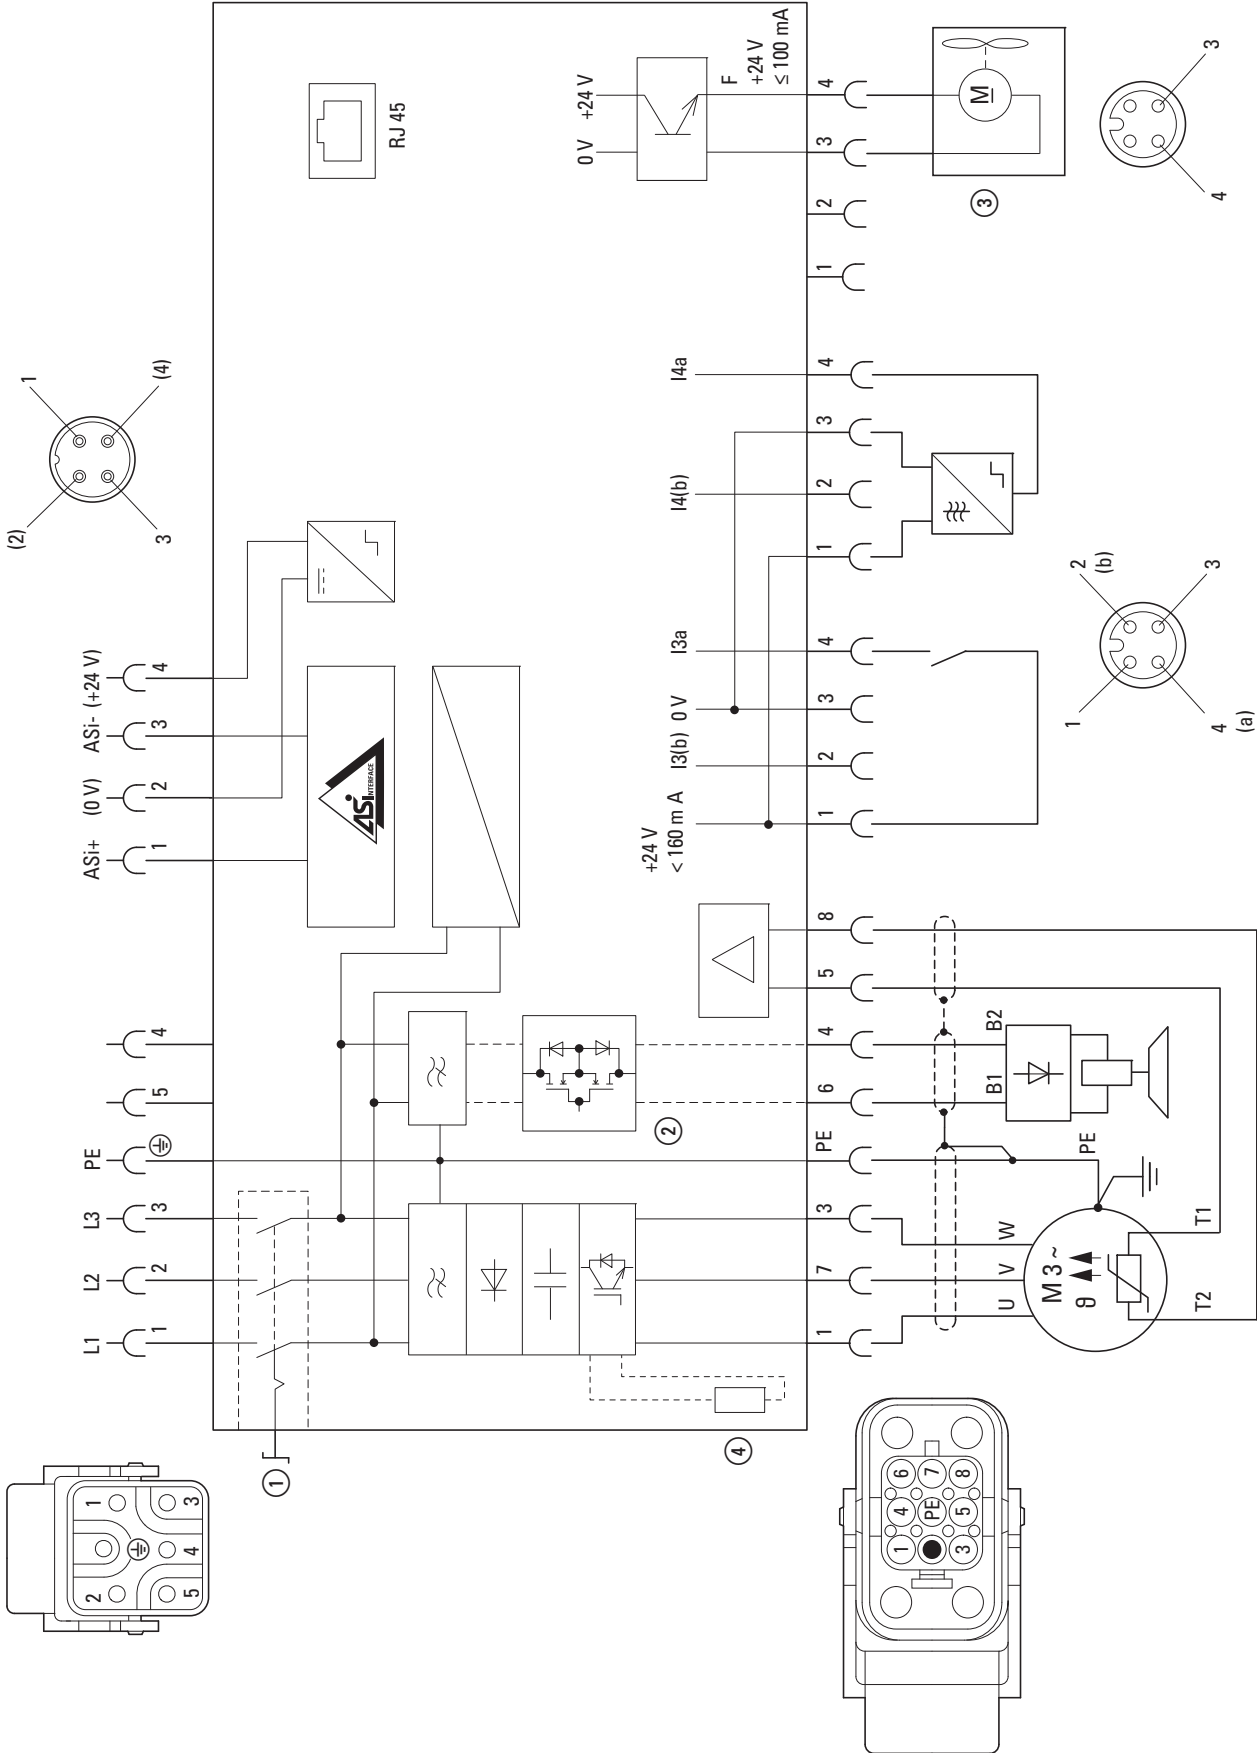 (2) 1
3 (4)
L1 L2 L3 PE ASi+ (0 V) ASi- (+24 V)
1 2 3 5 4 1 2 3 4
2 1
5 4 3
1
ASi INTERFACE
RJ 45
0 V +24 V
+24 V
< 160 m A
2
I3(b) 0 V I3a I4(b) I4a
F
+24 V
≤ 100 mA
4
1 7 3 PE 6 4 5 8 1 2 3 4 1 2 3 4 1 2 3 4
1 4 6
PE 7
3 5 8
M
3
U V W B1 B2
M 3 ~
ϑ
PE
T2 T1
1 2
(b)
4 3
(a)
4 3